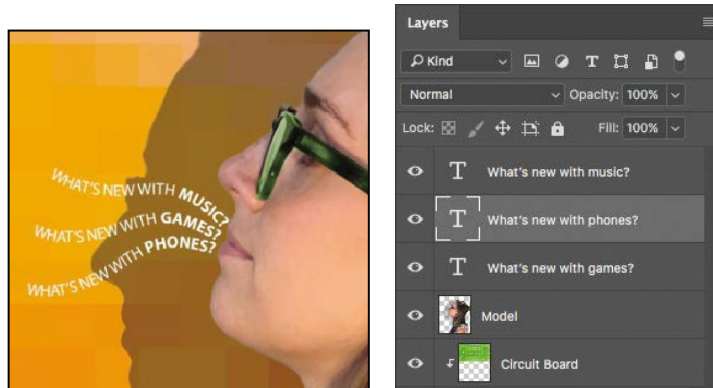 WHAT'S NEW WITH MUSIC?
WHAT'S NEW WITH GAMES?
WHAT'S NEW WITH PHONES?
Layers
Kind
Normal
Opacity: 100%
Lock:
Fill: 100%
What's new with music?
What's new with phones?
What's new with games?
Model
Circuit Board